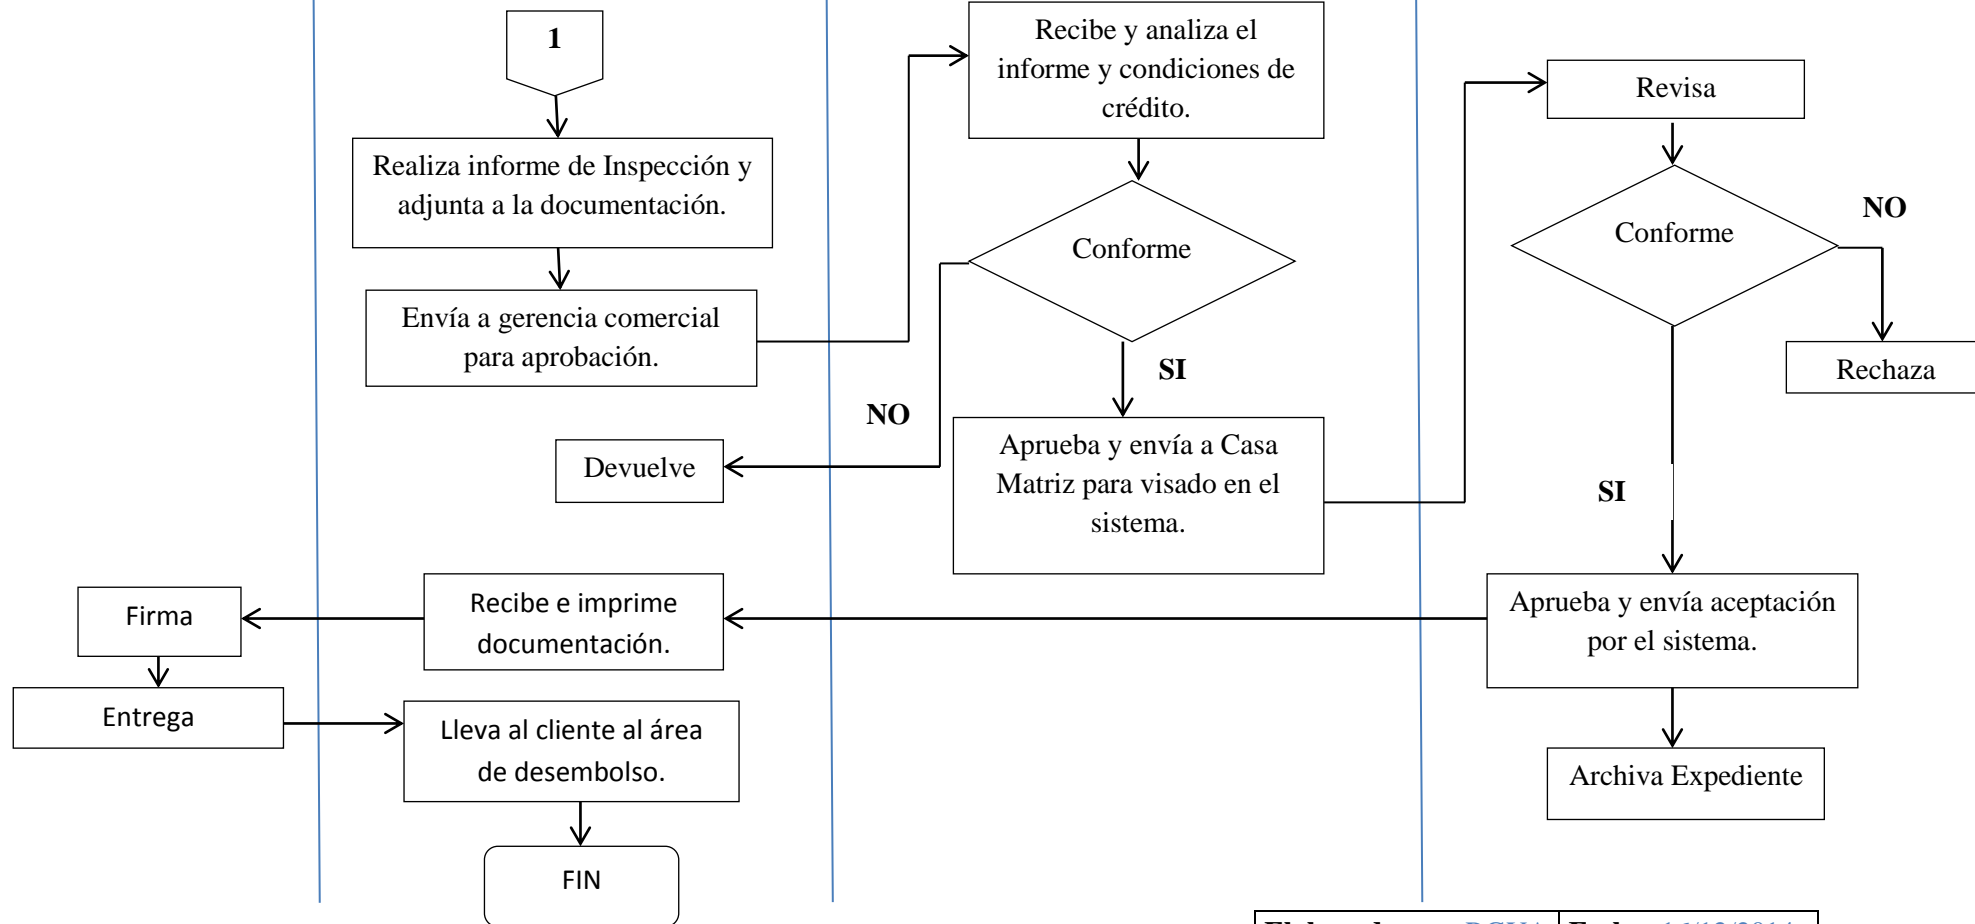 1
Realiza informe de Inspección y
adjunta a la documentación.
Envía a gerencia comercial
para aprobación.
Devuelve
NO
Recibe y analiza el
informe y condiciones de
crédito.
Conforme
SI
Aprueba y envía a Casa
Matriz para visado en el
sistema.
Revisa
Conforme
NO
Rechaza
SI
Aprueba y envía aceptación
por el sistema.
Archiva Expediente
Recibe e imprime
documentación.
Firma
Entrega
Lleva al cliente al área
de desembolso.
FIN